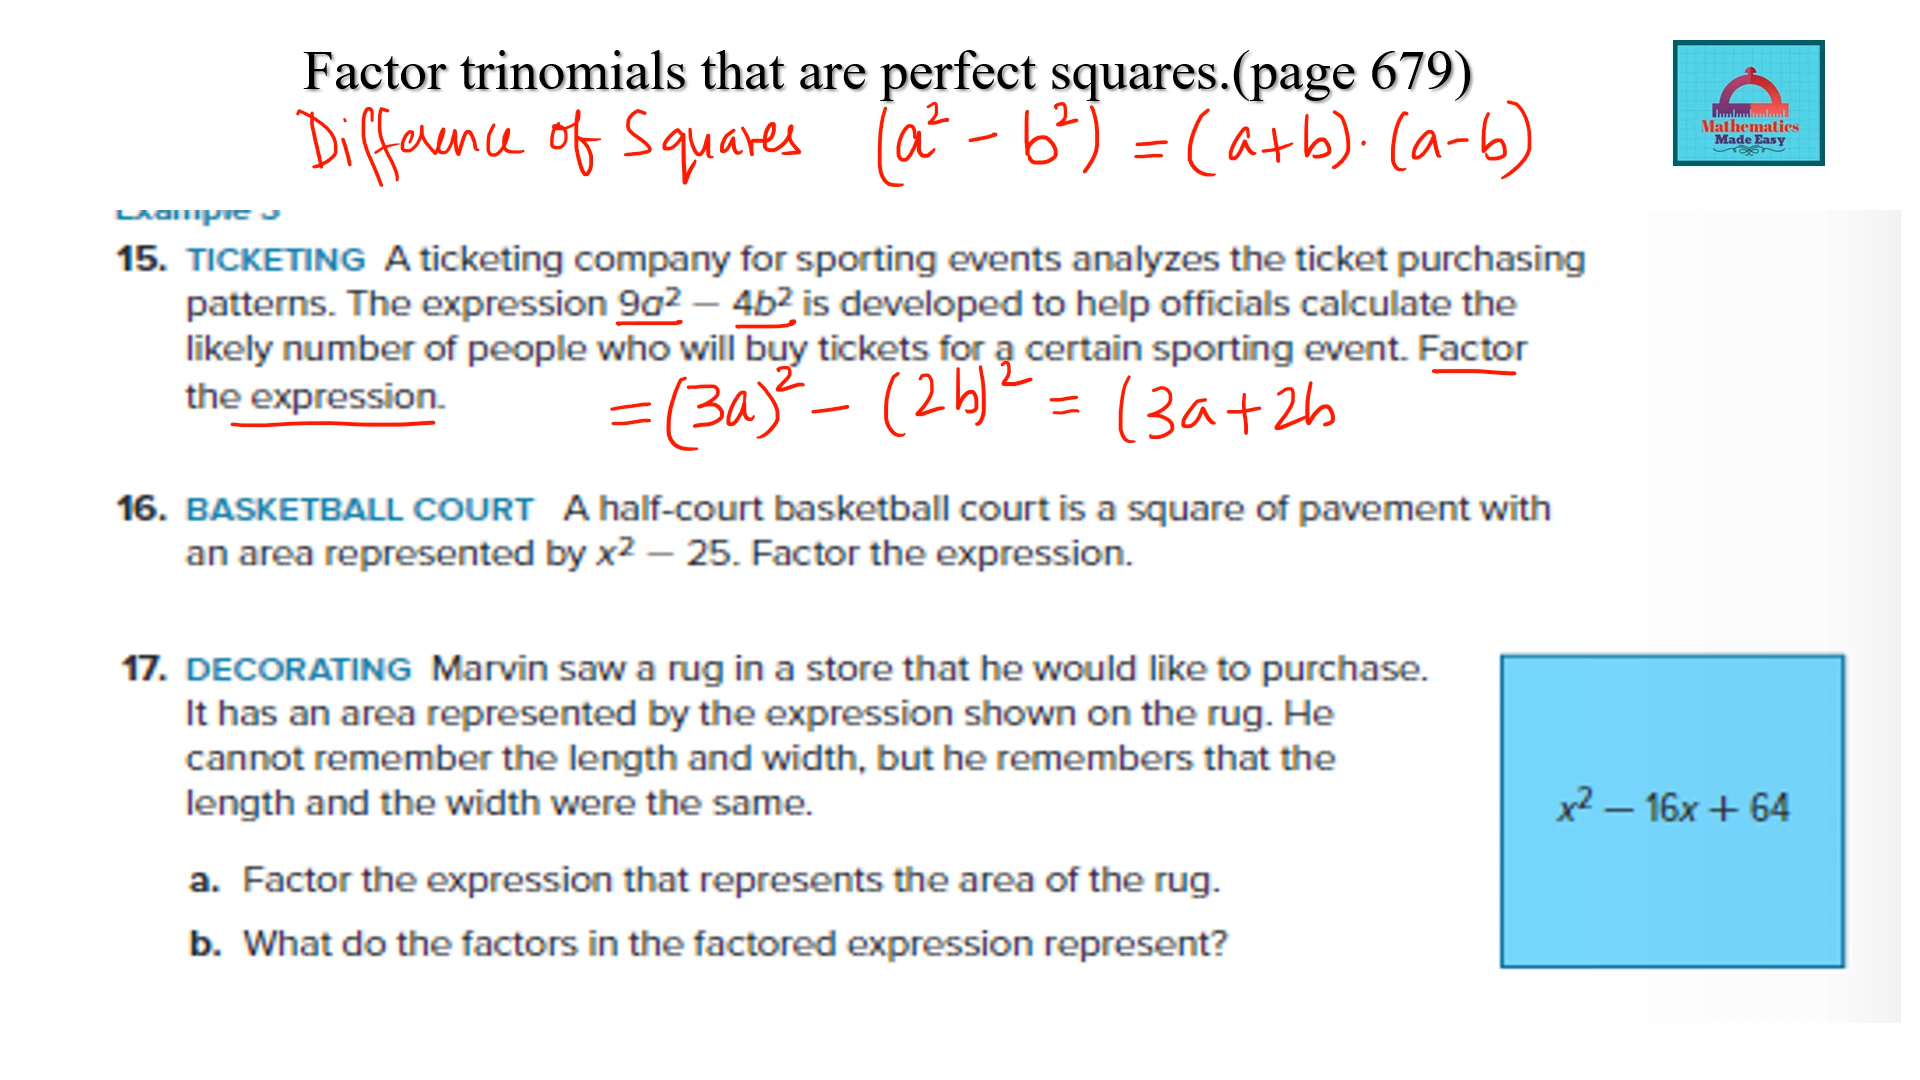 Factor trinomials that are perfect squares.(page 679)
Mathematics
Made Easy
Difference of Squares (a² − b²) = (a+b)·(a−b)
Example 3
15. TICKETING A ticketing company for sporting events analyzes the ticket purchasing
patterns. The expression 9a² − 4b² is developed to help officials calculate the
likely number of people who will buy tickets for a certain sporting event. Factor
the expression.
= (3a)² − (2b)² = (3a+2b
16. BASKETBALL COURT A half-court basketball court is a square of pavement with
an area represented by x² − 25. Factor the expression.
17. DECORATING Marvin saw a rug in a store that he would like to purchase.
It has an area represented by the expression shown on the rug. He
cannot remember the length and width, but he remembers that the
length and the width were the same.
x² − 16x + 64
a. Factor the expression that represents the area of the rug.
b. What do the factors in the factored expression represent?